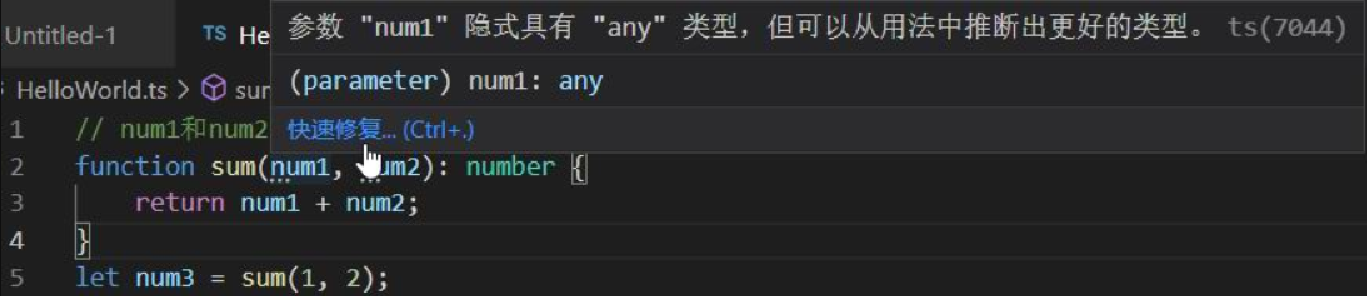 Untitled-1
TS He
参数 "num1" 隐式具有 "any" 类型，但可以从用法中推断出更好的类型。 ts(7044)
(parameter) num1: any
HelloWorld.ts > sum
快速修复... (Ctrl+.)
1 // num1和num2
2 function sum(num1, num2): number {
3 return num1 + num2;
4 }
5 let num3 = sum(1, 2);